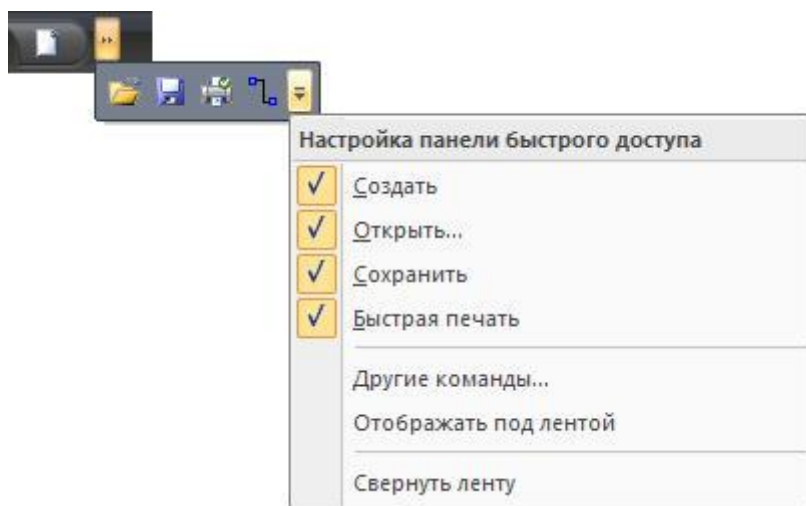 Настройка панели быстрого доступа
Создать
Открыть...
Сохранить
Быстрая печать
Другие команды...
Отображать под лентой
Свернуть ленту